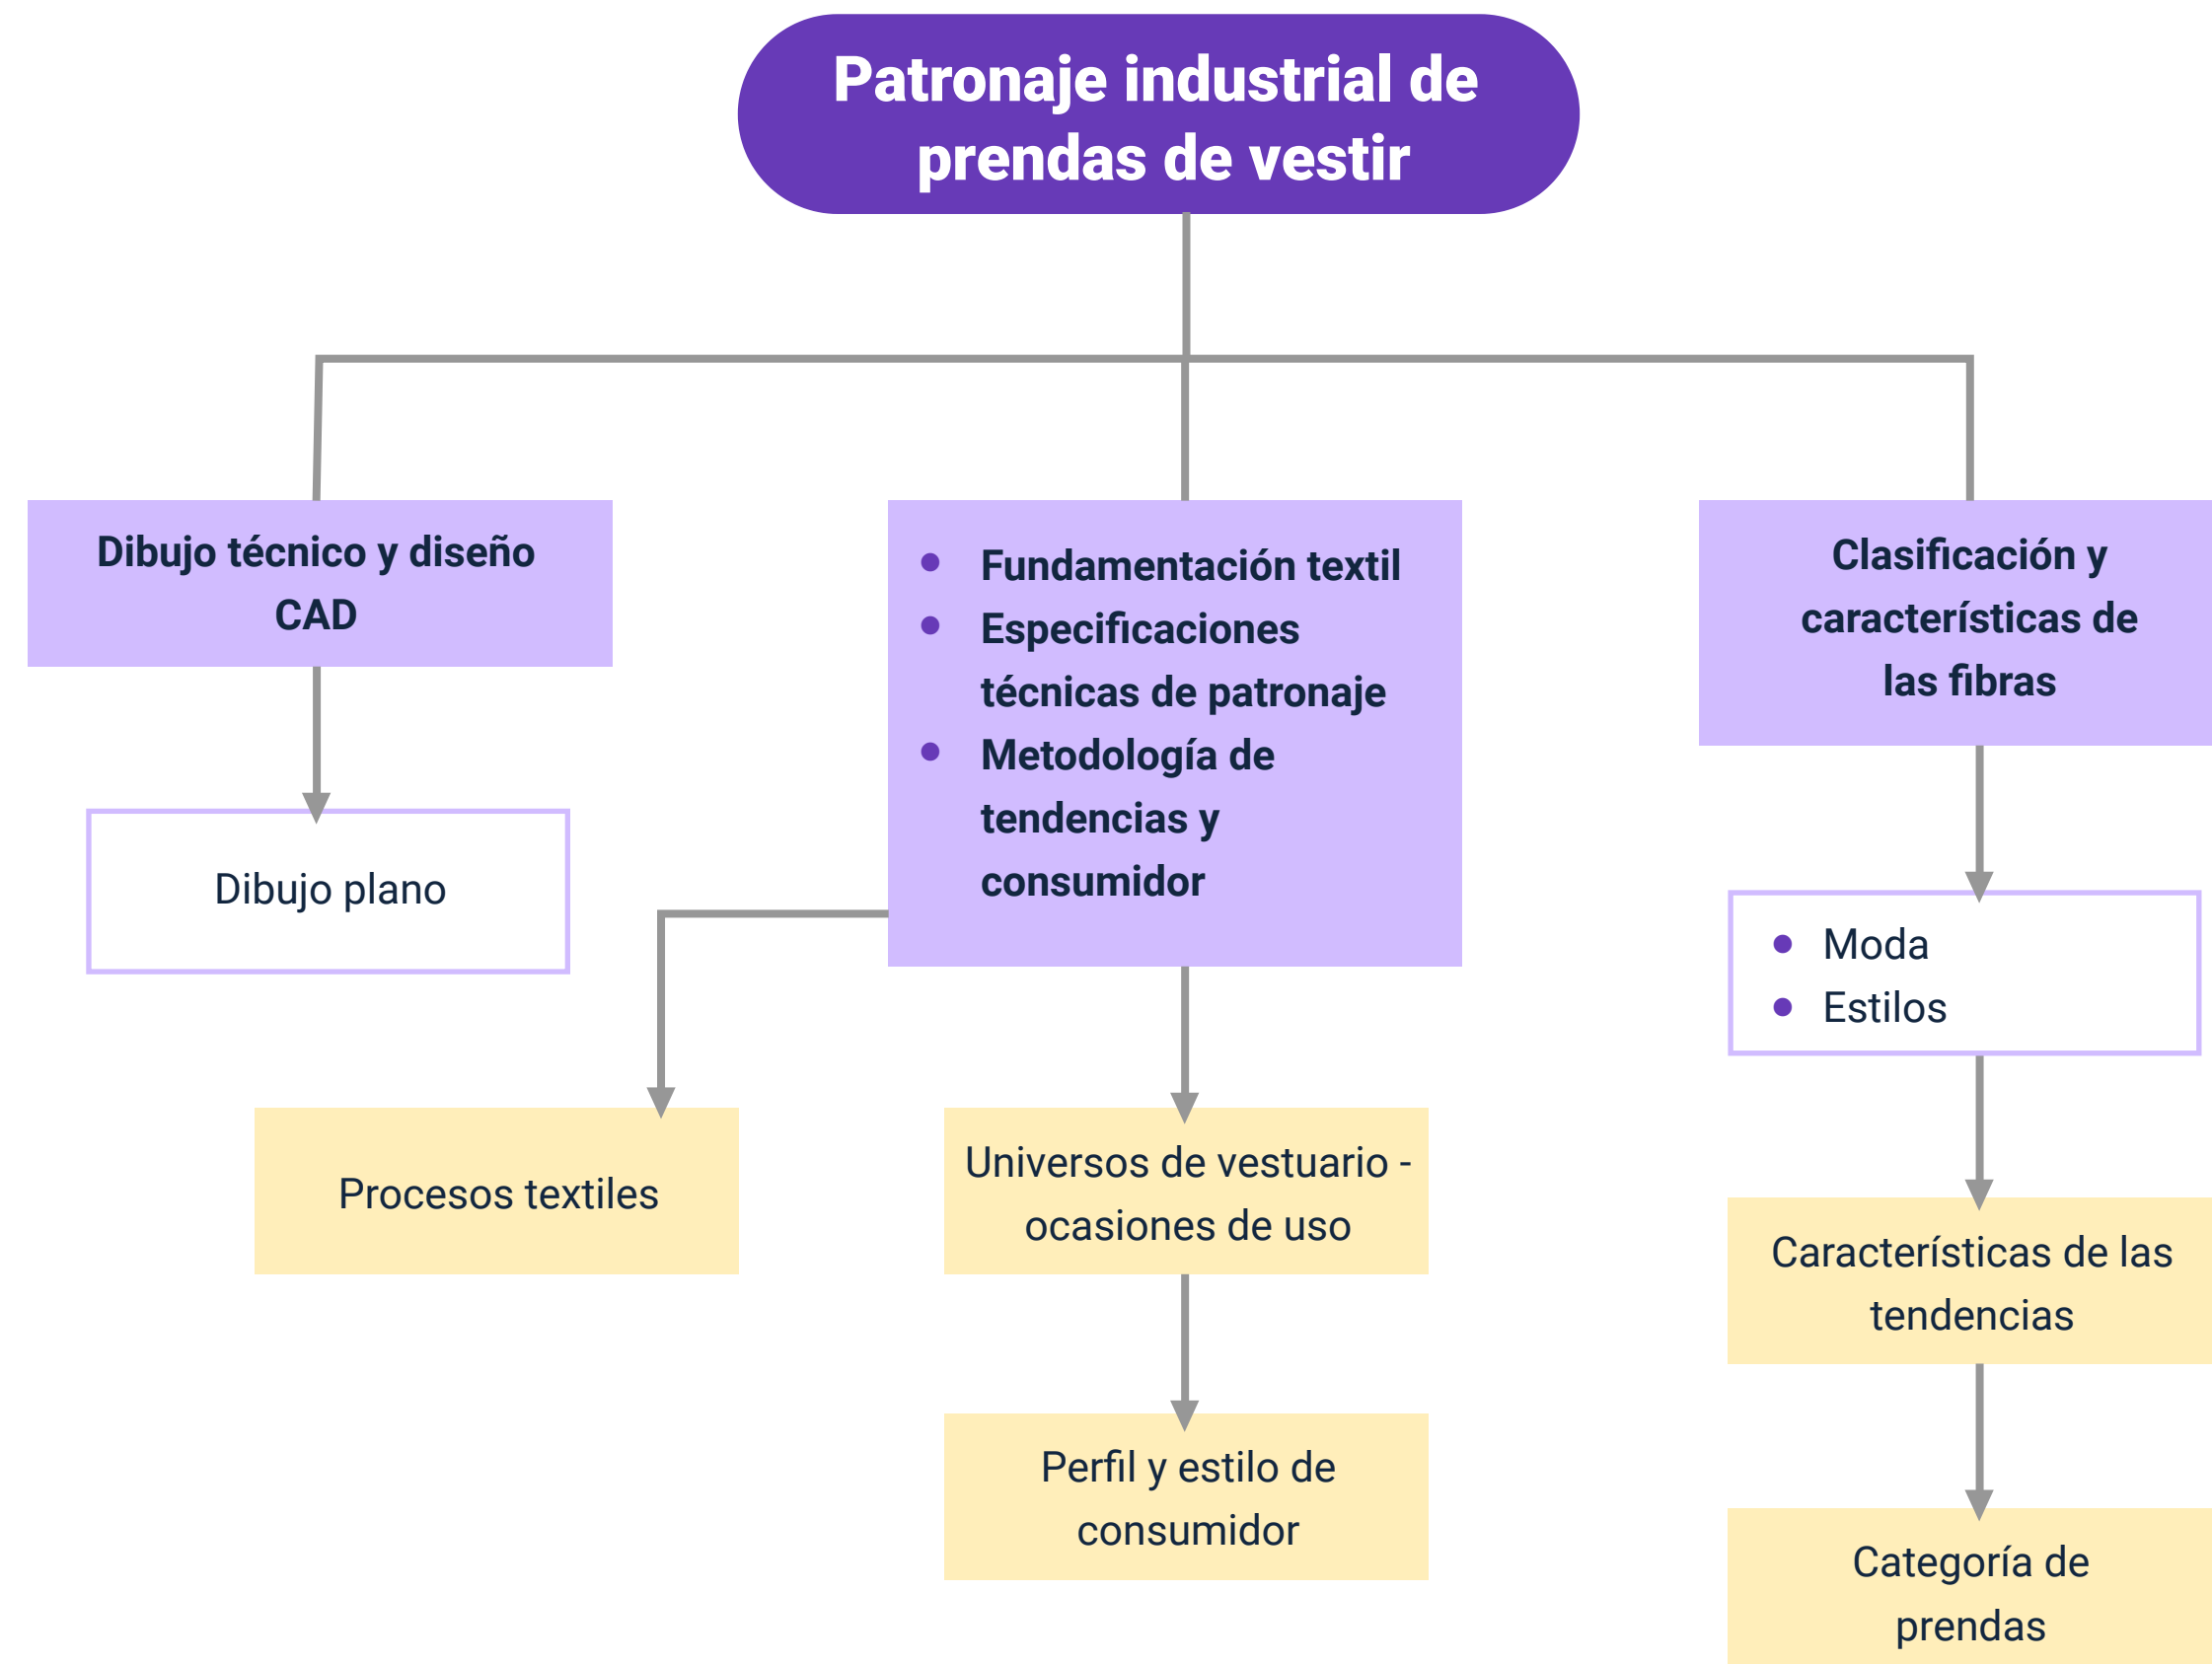 Patronaje industrial de
prendas de vestir
Dibujo técnico y diseño
CAD
Dibujo plano
• Fundamentación textil
• Especificaciones
técnicas de patronaje
• Metodología de
tendencias y
consumidor
Procesos textiles
Universos de vestuario -
ocasiones de uso
Perfil y estilo de
consumidor
Clasificación y
características de
las fibras
• Moda
• Estilos
Características de las
tendencias
Categoría de
prendas